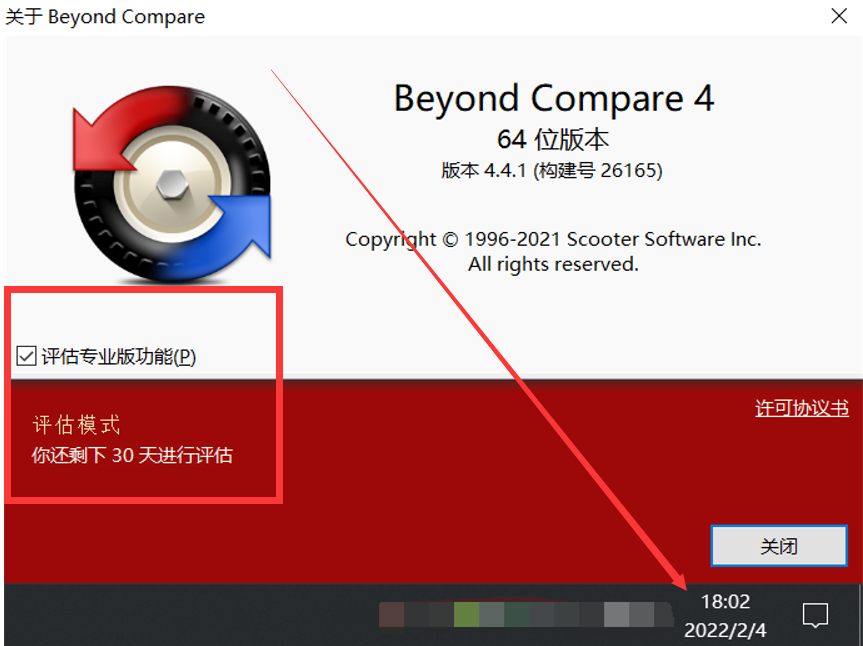 关于 Beyond Compare
Beyond Compare 4
64 位版本
版本 4.4.1 (构建号 26165)
Copyright © 1996-2021 Scooter Software Inc.
All rights reserved.
评估专业版功能(P)
评估模式
你还剩下 30 天进行评估
许可协议书
关闭
18:02
2022/2/4